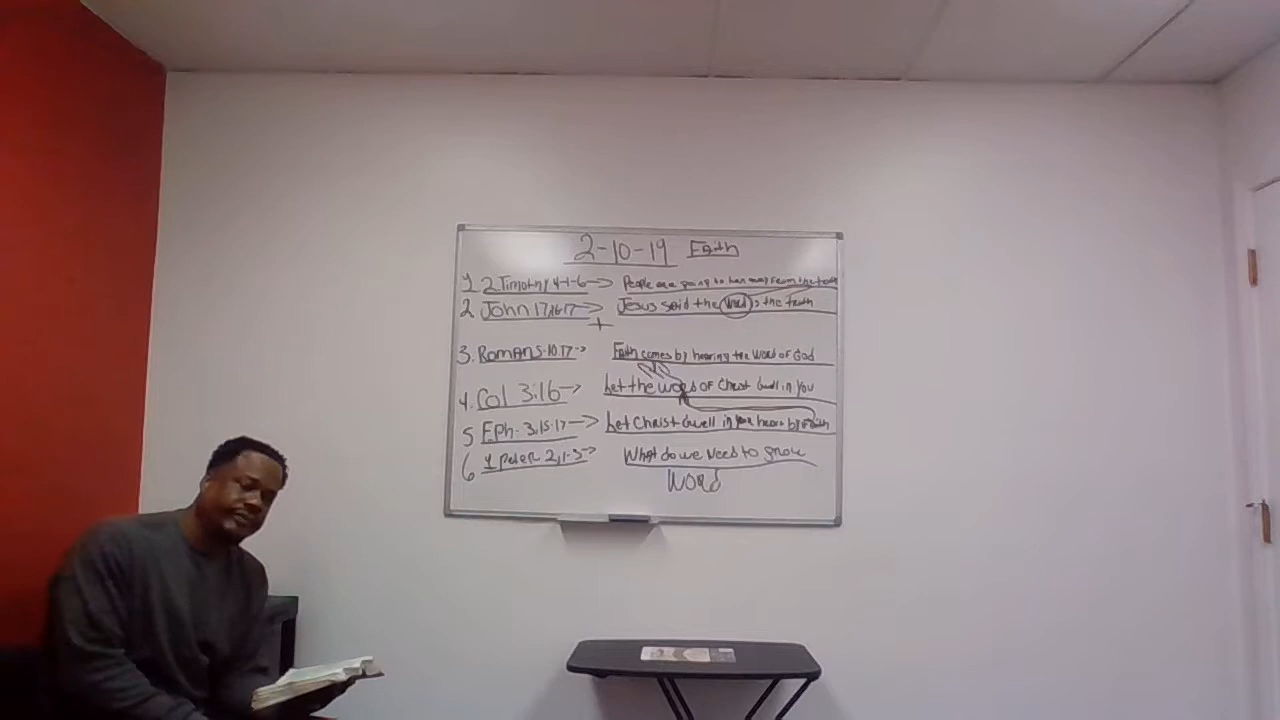 2-10-19 Faith
1 2 Timothy 4-1-6 -> People are going to turn away from the truth
2. John 17,16,17 -> Jesus said the Word is the truth
+
3. Romans-10.17-> Faith comes by hearing the Word of God
4. Col 3:16 -> Let the word of Christ dwell in you
5 Eph. 3,15-17 -> Let Christ dwell in your heart by Faith
6 1 Peter 2,1-3-> What do we need to grow
Word